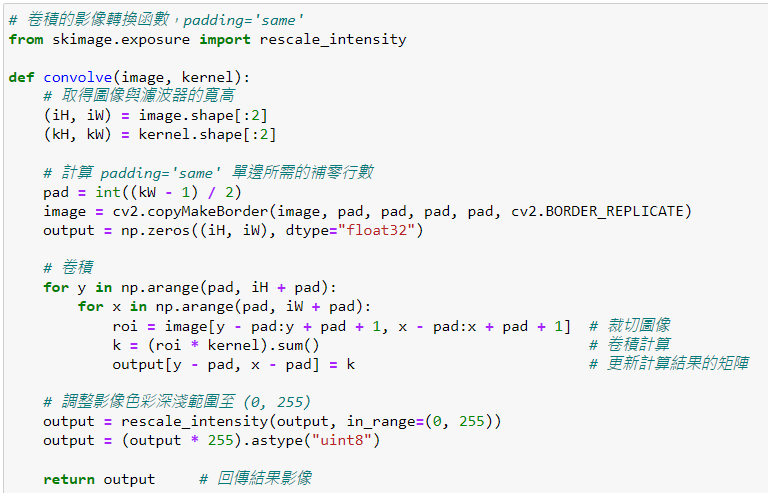 # 卷積的影像轉換函數，padding='same'
from skimage.exposure import rescale_intensity

def convolve(image, kernel):
    # 取得圖像與濾波器的寬高
    (iH, iW) = image.shape[:2]
    (kH, kW) = kernel.shape[:2]

    # 計算 padding='same' 單邊所需的補零行數
    pad = int((kW - 1) / 2)
    image = cv2.copyMakeBorder(image, pad, pad, pad, pad, cv2.BORDER_REPLICATE)
    output = np.zeros((iH, iW), dtype="float32")

    # 卷積
    for y in np.arange(pad, iH + pad):
        for x in np.arange(pad, iW + pad):
            roi = image[y - pad:y + pad + 1, x - pad:x + pad + 1]  # 裁切圖像
            k = (roi * kernel).sum()                               # 卷積計算
            output[y - pad, x - pad] = k                           # 更新計算結果的矩陣

    # 調整影像色彩深淺範圍至 (0, 255)
    output = rescale_intensity(output, in_range=(0, 255))
    output = (output * 255).astype("uint8")

    return output     # 回傳結果影像